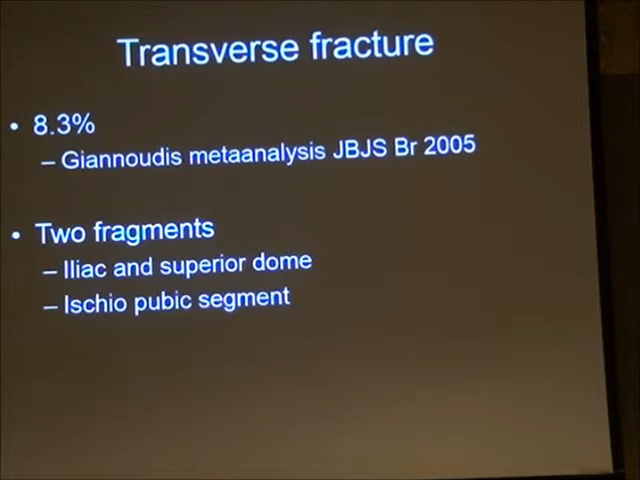 Transverse fracture
• 8.3%
– Giannoudis metaanalysis JBJS Br 2005
• Two fragments
– Iliac and superior dome
– Ischio pubic segment